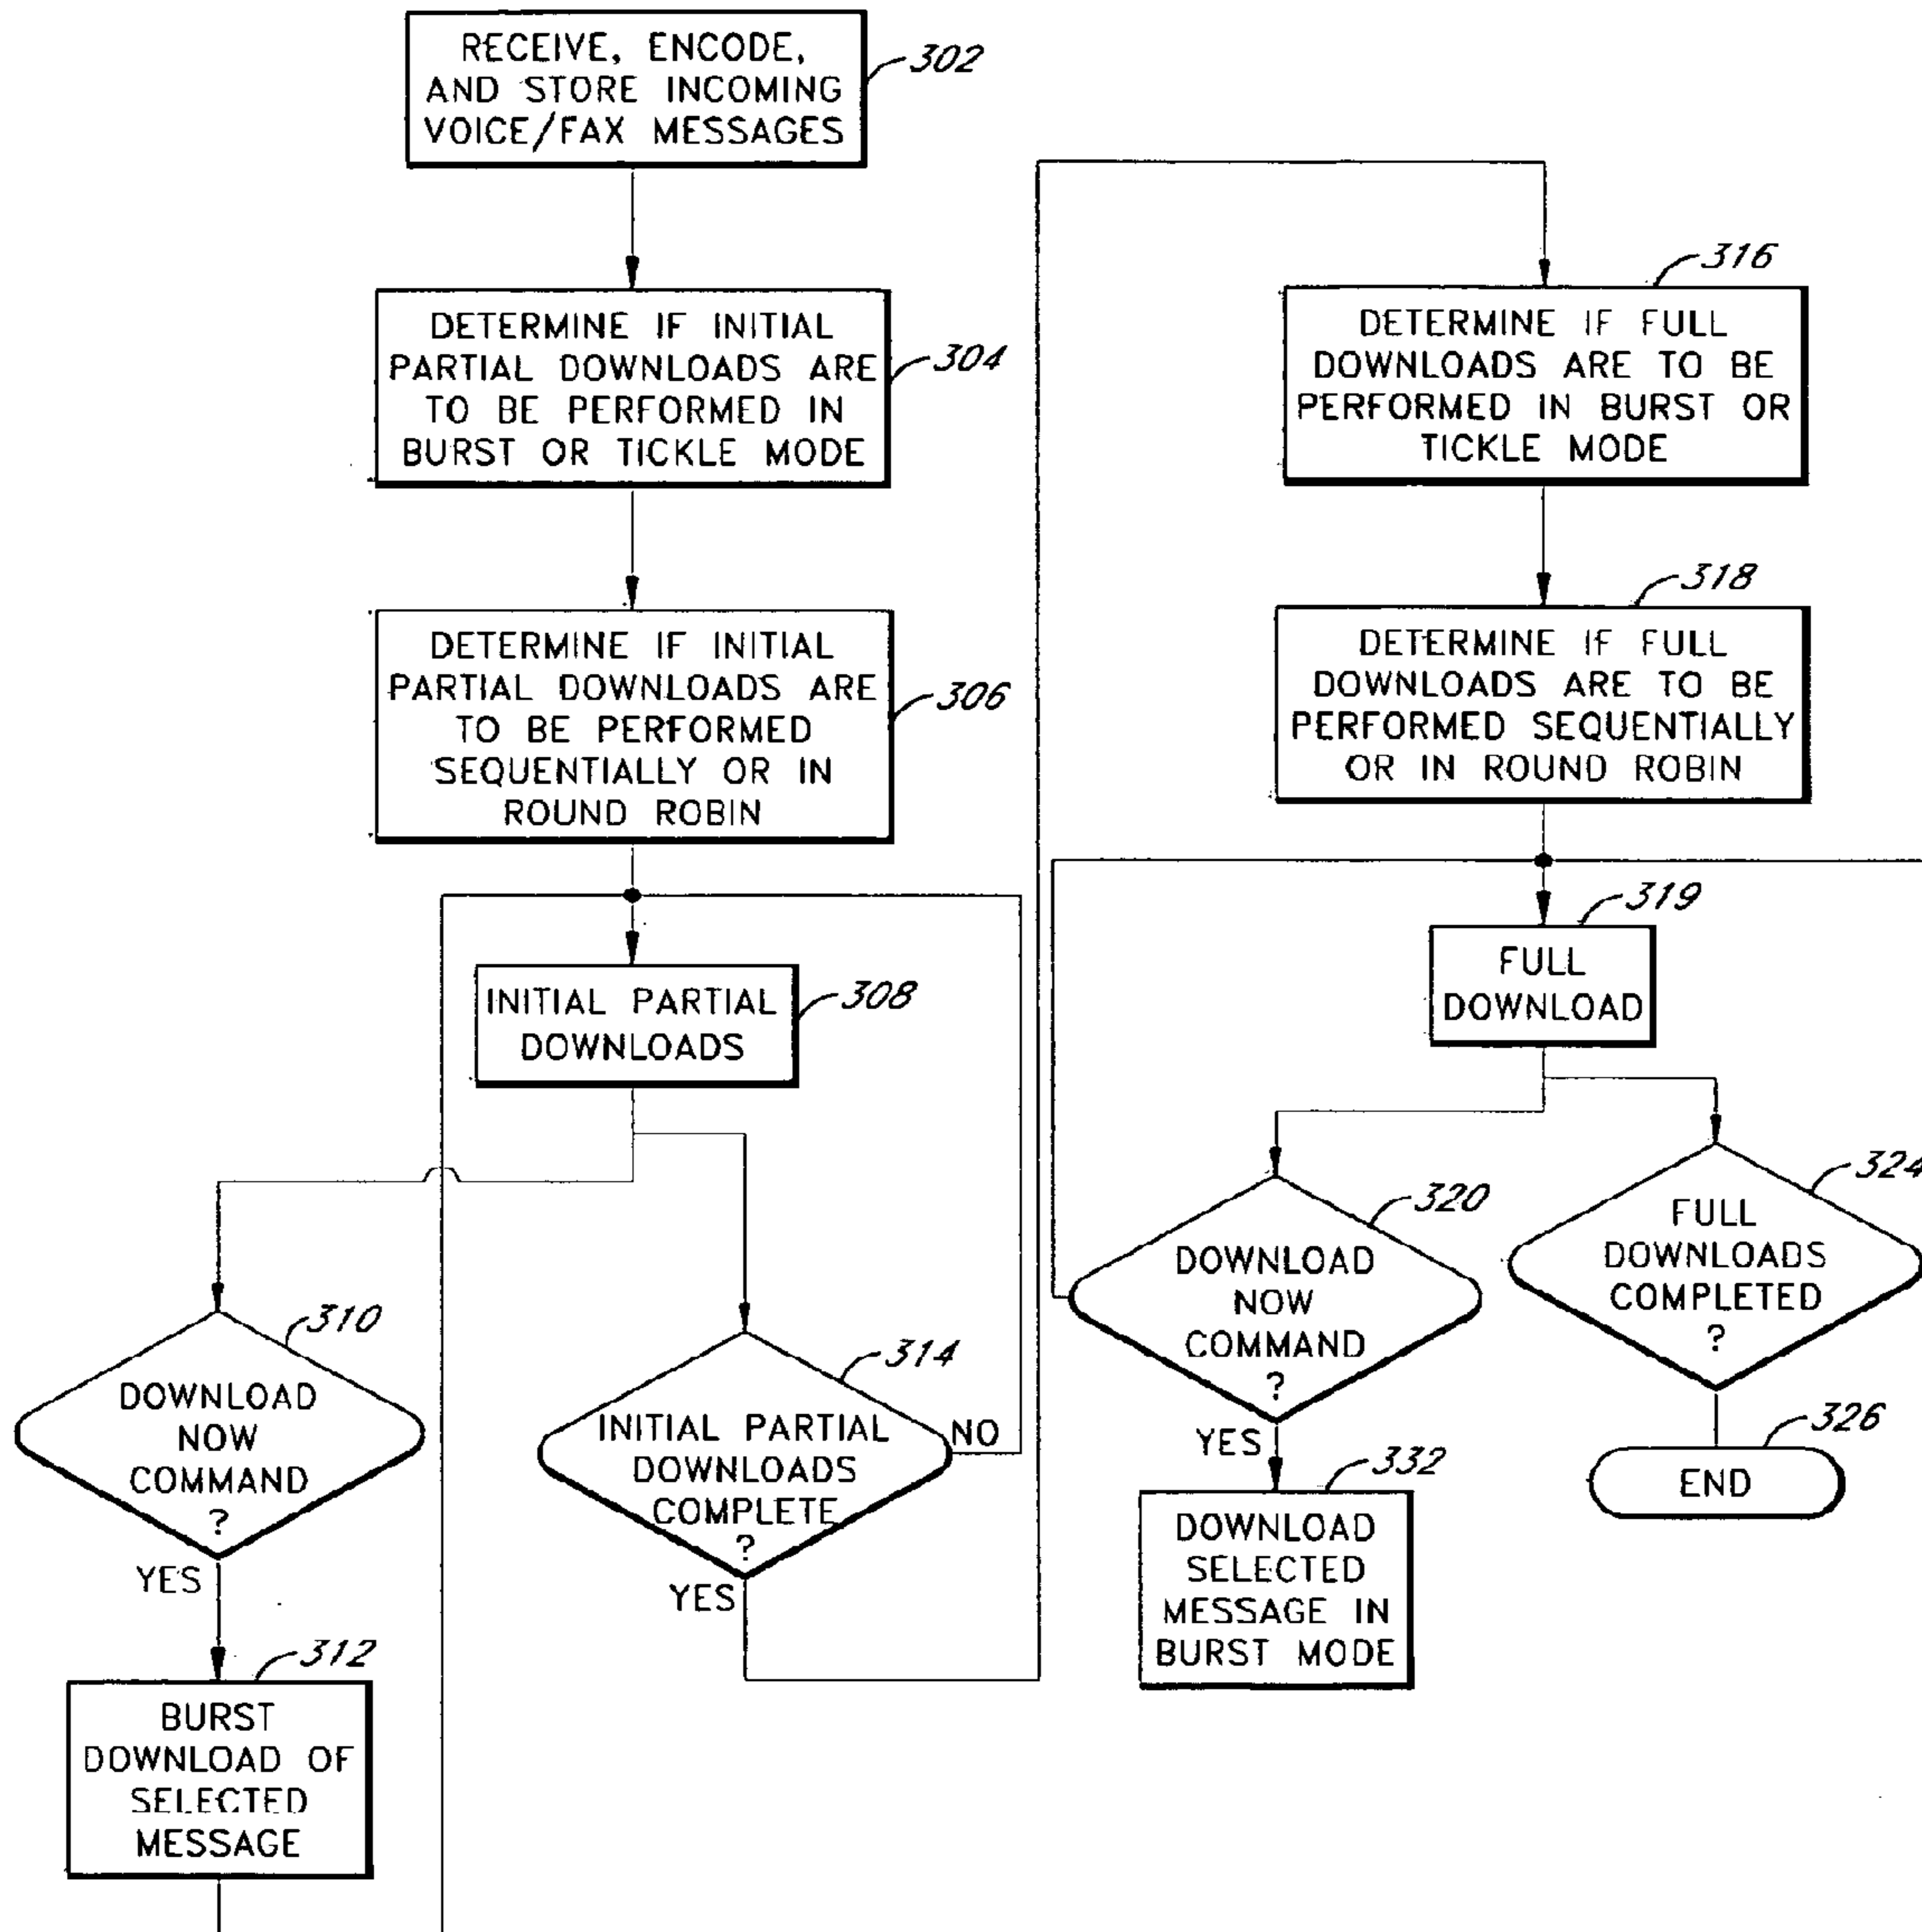 RECEIVE, ENCODE,
AND STORE INCOMING
VOICE/FAX MESSAGES
302
DETERMINE IF INITIAL
PARTIAL DOWNLOADS ARE
TO BE PERFORMED IN
BURST OR TICKLE MODE
304
DETERMINE IF INITIAL
PARTIAL DOWNLOADS ARE
TO BE PERFORMED
SEQUENTIALLY OR IN
ROUND ROBIN
306
INITIAL PARTIAL
DOWNLOADS
308
DOWNLOAD
NOW
COMMAND
?
310
YES
BURST
DOWNLOAD OF
SELECTED
MESSAGE
312
INITIAL PARTIAL
DOWNLOADS
COMPLETE
?
314
NO
YES
DETERMINE IF FULL
DOWNLOADS ARE TO BE
PERFORMED IN BURST OR
TICKLE MODE
316
DETERMINE IF FULL
DOWNLOADS ARE TO BE
PERFORMED SEQUENTIALLY
OR IN ROUND ROBIN
318
FULL
DOWNLOAD
319
DOWNLOAD
NOW
COMMAND
?
320
YES
DOWNLOAD
SELECTED
MESSAGE IN
BURST MODE
332
FULL
DOWNLOADS
COMPLETED
?
324
END
326